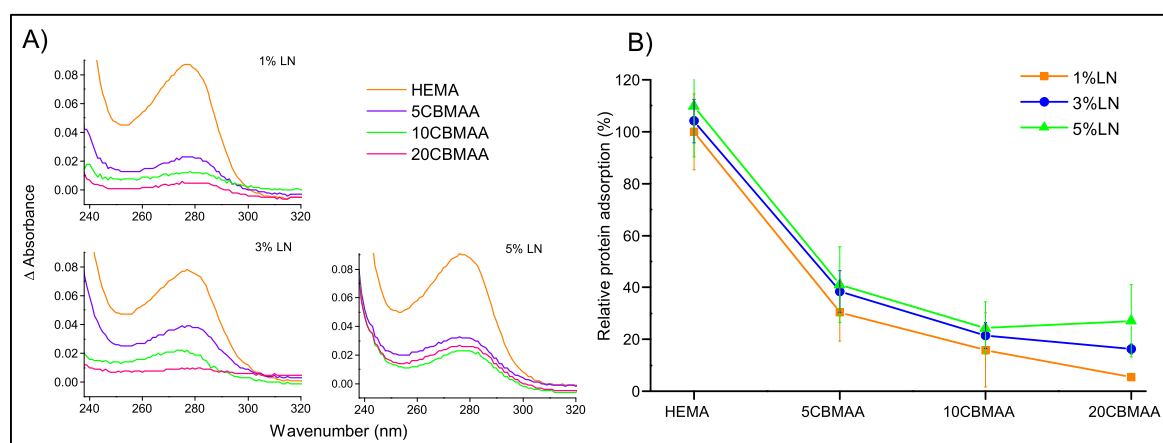 A)
1% LN
0.08
0.06
0.04
0.02
0.00
240 260 280 300 320
HEMA
5CBMAA
10CBMAA
20CBMAA
Δ Absorbance
3% LN
0.08
0.06
0.04
0.02
0.00
240 260 280 300 320
5% LN
0.08
0.06
0.04
0.02
0.00
240 260 280 300 320
Wavenumber (nm)
B)
1%LN
3%LN
5%LN
Relative protein adsorption (%)
120
100
80
60
40
20
0
HEMA 5CBMAA 10CBMAA 20CBMAA